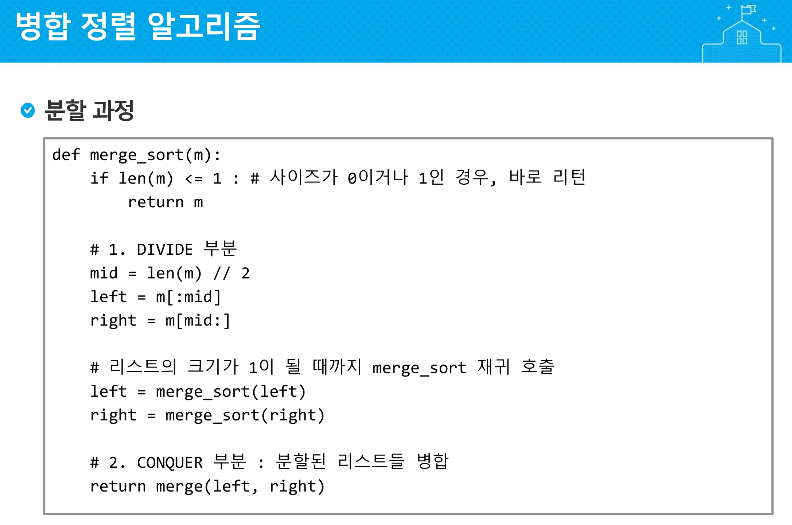 병합 정렬 알고리즘
분할 과정
def merge_sort(m):
    if len(m) <= 1 : # 사이즈가 0이거나 1인 경우, 바로 리턴
        return m
    # 1. DIVIDE 부분
    mid = len(m) // 2
    left = m[:mid]
    right = m[mid:]
    # 리스트의 크기가 1이 될 때까지 merge_sort 재귀 호출
    left = merge_sort(left)
    right = merge_sort(right)
    # 2. CONQUER 부분 : 분할된 리스트들 병합
    return merge(left, right)